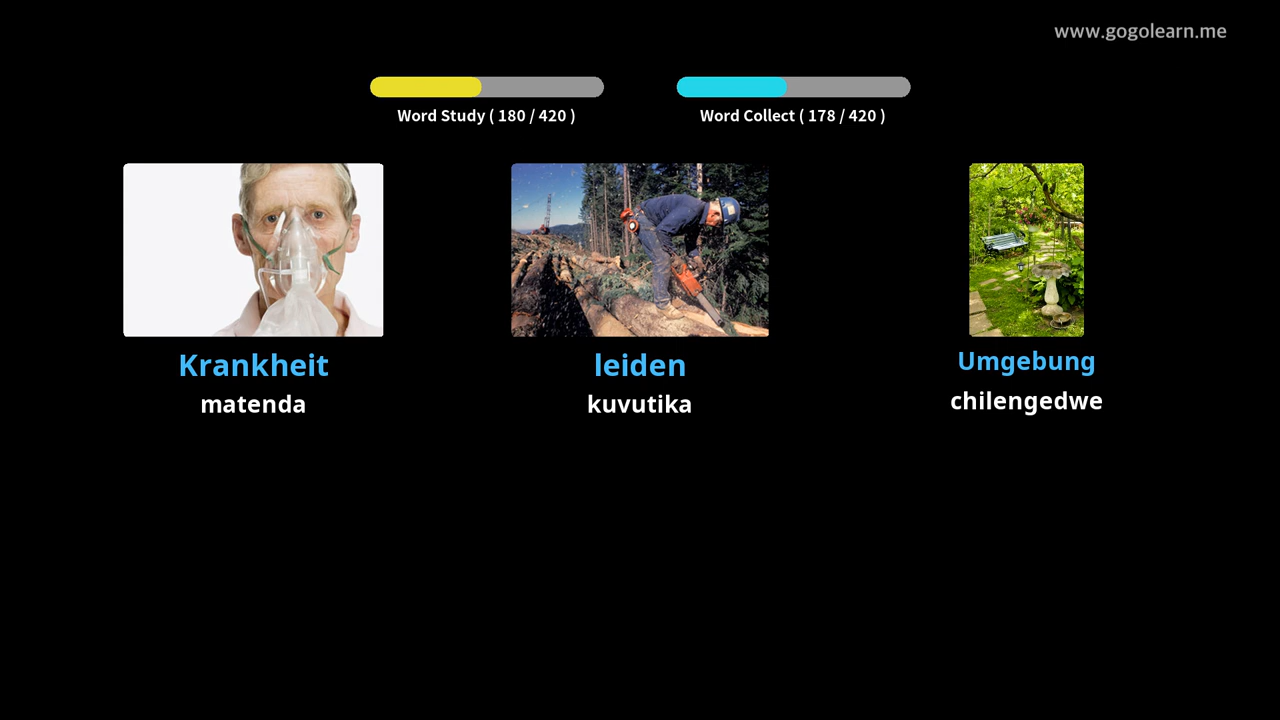 www.gogolearn.me
Word Study ( 180 / 420 )
Word Collect ( 178 / 420 )
Krankheit
matenda
leiden
kuvutika
Umgebung
chilengedwe